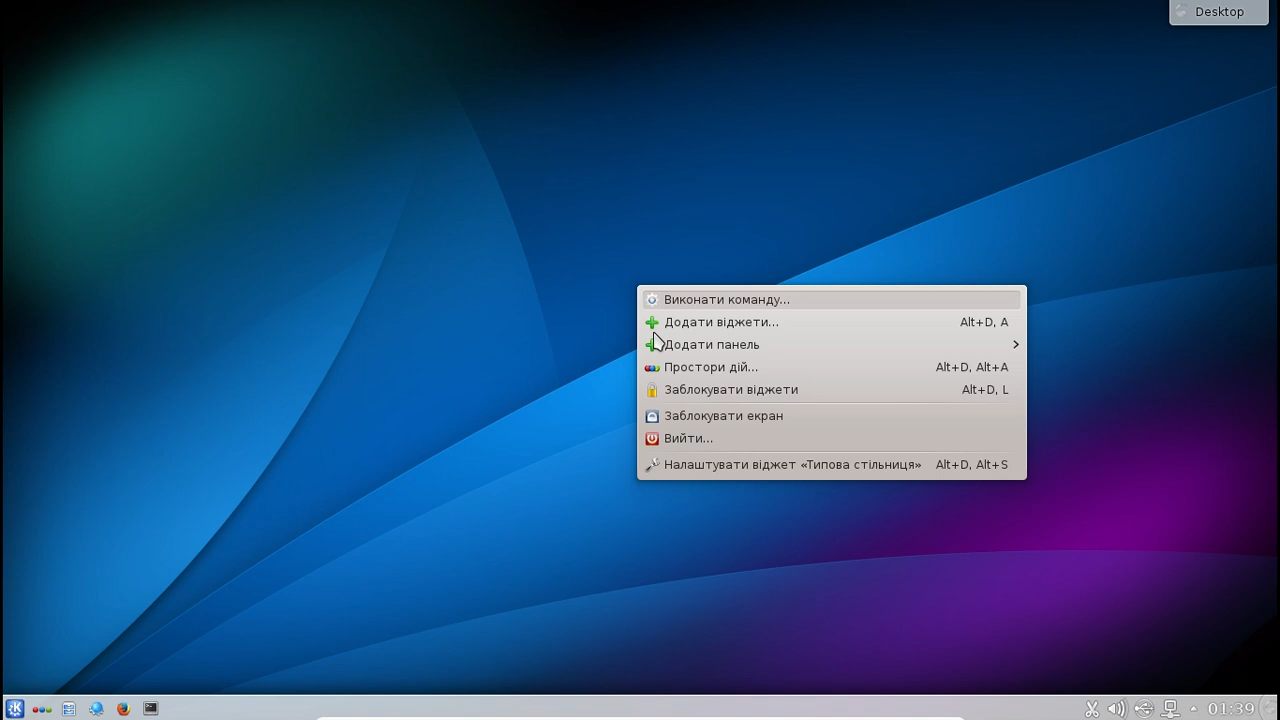 Desktop
Виконати команду...
Додати віджети... Alt+D, A
Додати панель
Простори дій... Alt+D, Alt+A
Заблокувати віджети Alt+D, L
Заблокувати екран
Вийти...
Налаштувати віджет «Типова стільниця» Alt+D, Alt+S
01:39